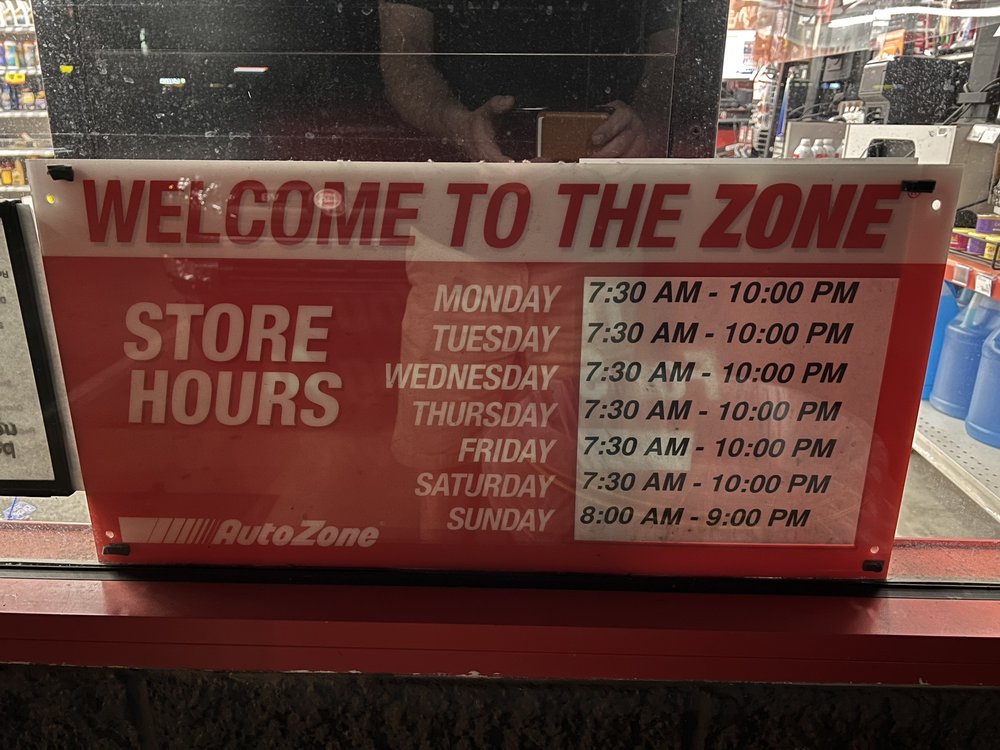 WELCOME TO THE ZONE
STORE HOURS
MONDAY 7:30 AM - 10:00 PM
TUESDAY 7:30 AM - 10:00 PM
WEDNESDAY 7:30 AM - 10:00 PM
THURSDAY 7:30 AM - 10:00 PM
FRIDAY 7:30 AM - 10:00 PM
SATURDAY 7:30 AM - 10:00 PM
SUNDAY 8:00 AM - 9:00 PM
AutoZone